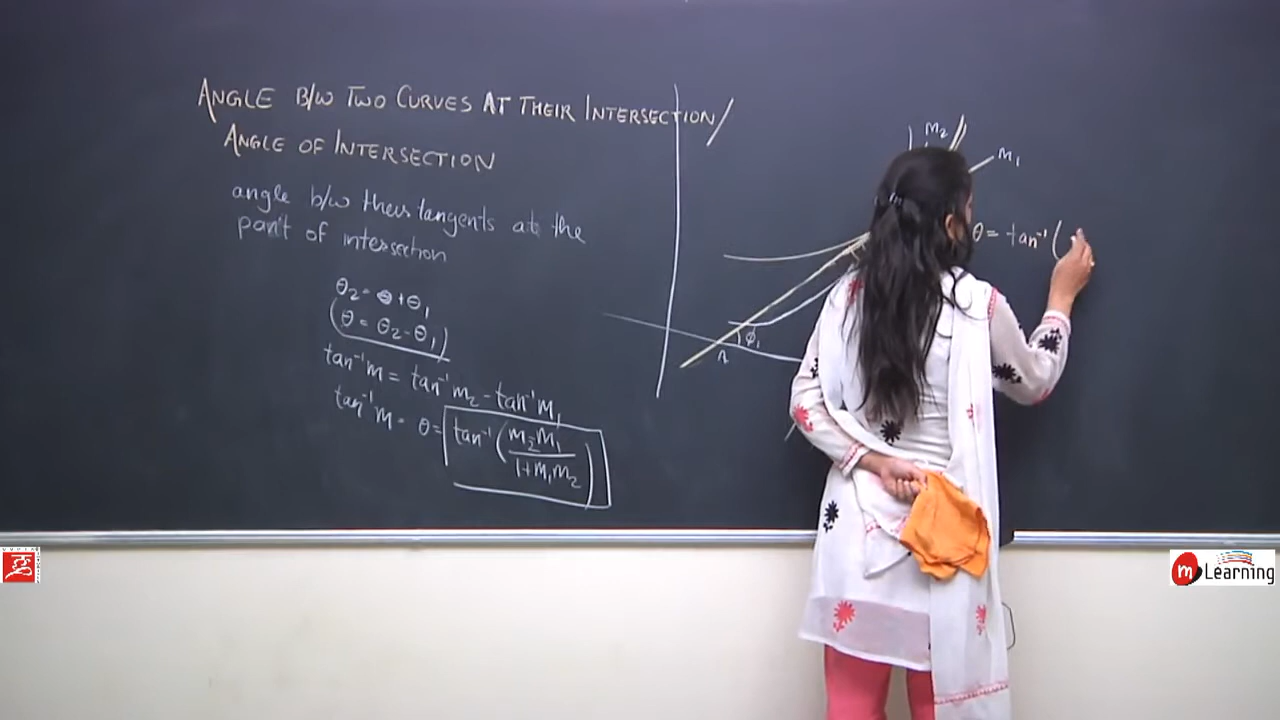 ANGLE B/W TWO CURVES AT THEIR INTERSECTION/
ANGLE OF INTERSECTION
angle b/w their tangents at the
point of intersection
θ₂ = θ + θ₁
(θ = θ₂ - θ₁)
tan⁻¹m = tan⁻¹m₂ - tan⁻¹m₁
tan⁻¹m = θ = tan⁻¹(m₂-m₁/1+m₁m₂)
m₂
m₁
θ = tan⁻¹(
m Learning